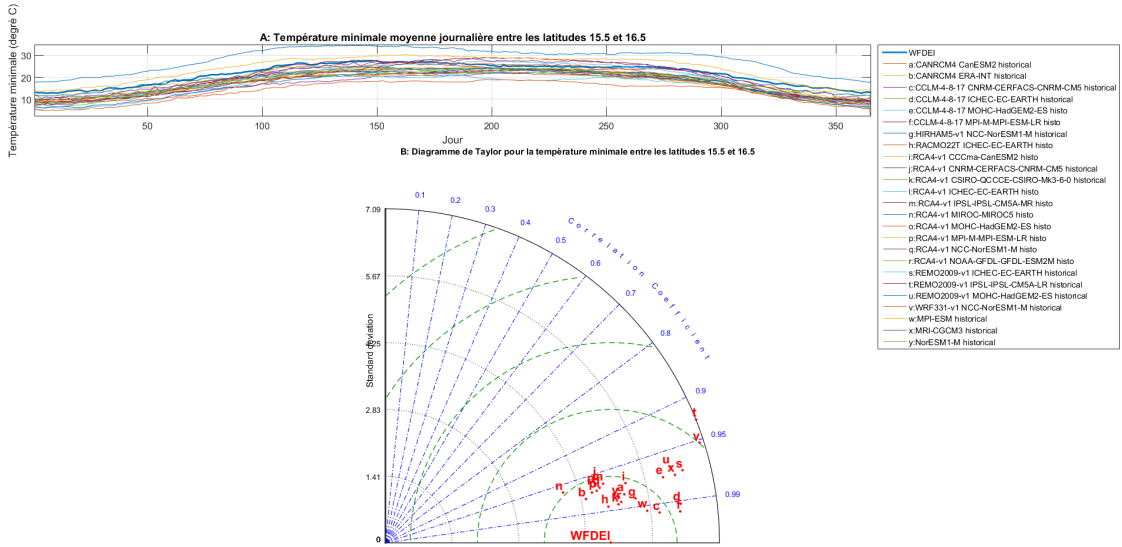 A: Température minimale moyenne journalière entre les latitudes 15.5 et 16.5
Température minimale (degré C)
30
20
10
50
100
150
200
250
300
350
Jour
WFDEI
a:CANRCM4 CanESM2 historical
b:CANRCM4 ERA-INT historical
c:CCLM-4-8-17 CNRM-CERFACS-CNRM-CM5 historical
d:CCLM-4-8-17 ICHEC-EC-EARTH historical
e:CCLM-4-8-17 MOHC-HadGEM2-ES histo
f:CCLM-4-8-17 MPI-M-MPI-ESM-LR histo
g:HIRHAM5-v1 NCC-NorESM1-M historical
h:RACMO22T ICHEC-EC-EARTH histo
i:RCA4-v1 CCCma-CanESM2 histo
j:RCA4-v1 CNRM-CERFACS-CNRM-CM5 historical
k:RCA4-v1 CSIRO-QCCCE-CSIRO-Mk3-6-0 historical
l:RCA4-v1 ICHEC-EC-EARTH histo
m:RCA4-v1 IPSL-IPSL-CM5A-MR histo
n:RCA4-v1 MIROC-MIROC5 histo
o:RCA4-v1 MOHC-HadGEM2-ES histo
p:RCA4-v1 MPI-M-MPI-ESM-LR histo
q:RCA4-v1 NCC-NorESM1-M histo
r:RCA4-v1 NOAA-GFDL-GFDL-ESM2M histo
s:REMO2009-v1 ICHEC-EC-EARTH historical
t:REMO2009-v1 IPSL-IPSL-CM5A-LR historical
u:REMO2009-v1 MOHC-HadGEM2-ES historical
v:WRF331-v1 NCC-NorESM1-M historical
w:MPI-ESM historical
x:MRI-CGCM3 historical
y:NorESM1-M historical
B: Diagramme de Taylor pour la température minimale entre les latitudes 15.5 et 16.5
7.09
5.67
4.25
2.83
1.41
0
Standard deviation
0.1
0.2
0.3
0.4
0.5
0.6
0.7
0.8
0.9
0.95
0.99
Correlation Coefficient
t
v
u
e
x
s
d
f
c
w
g
i
a
h
b
n
WFDEI